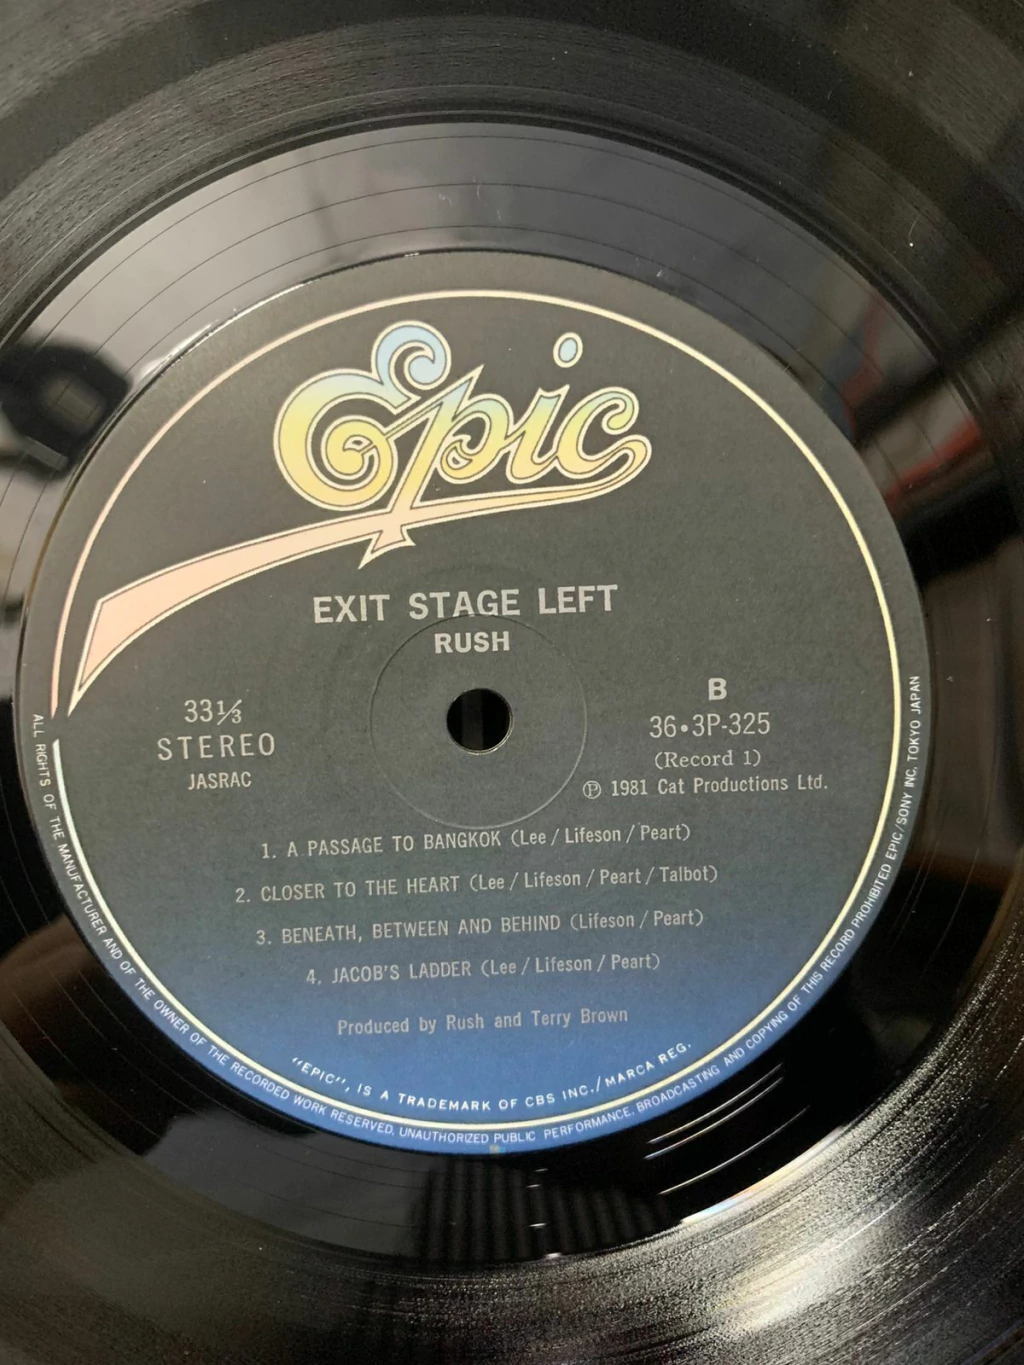 Epic
EXIT STAGE LEFT
RUSH
33⅓
STEREO
JASRAC
B
36•3P-325
(Record 1)
Ⓟ 1981 Cat Productions Ltd.
1. A PASSAGE TO BANGKOK (Lee / Lifeson / Peart)
2. CLOSER TO THE HEART (Lee / Lifeson / Peart / Talbot)
3. BENEATH, BETWEEN AND BEHIND (Lifeson / Peart)
4. JACOB'S LADDER (Lee / Lifeson / Peart)
Produced by Rush and Terry Brown
"EPIC", IS A TRADEMARK OF CBS INC./MARCA REG.
ALL RIGHTS OF THE MANUFACTURER AND OF THE OWNER OF THE RECORDED WORK RESERVED. UNAUTHORIZED PUBLIC PERFORMANCE, BROADCASTING AND COPYING OF THIS RECORD PROHIBITED EPIC/SONY INC. TOKYO JAPAN